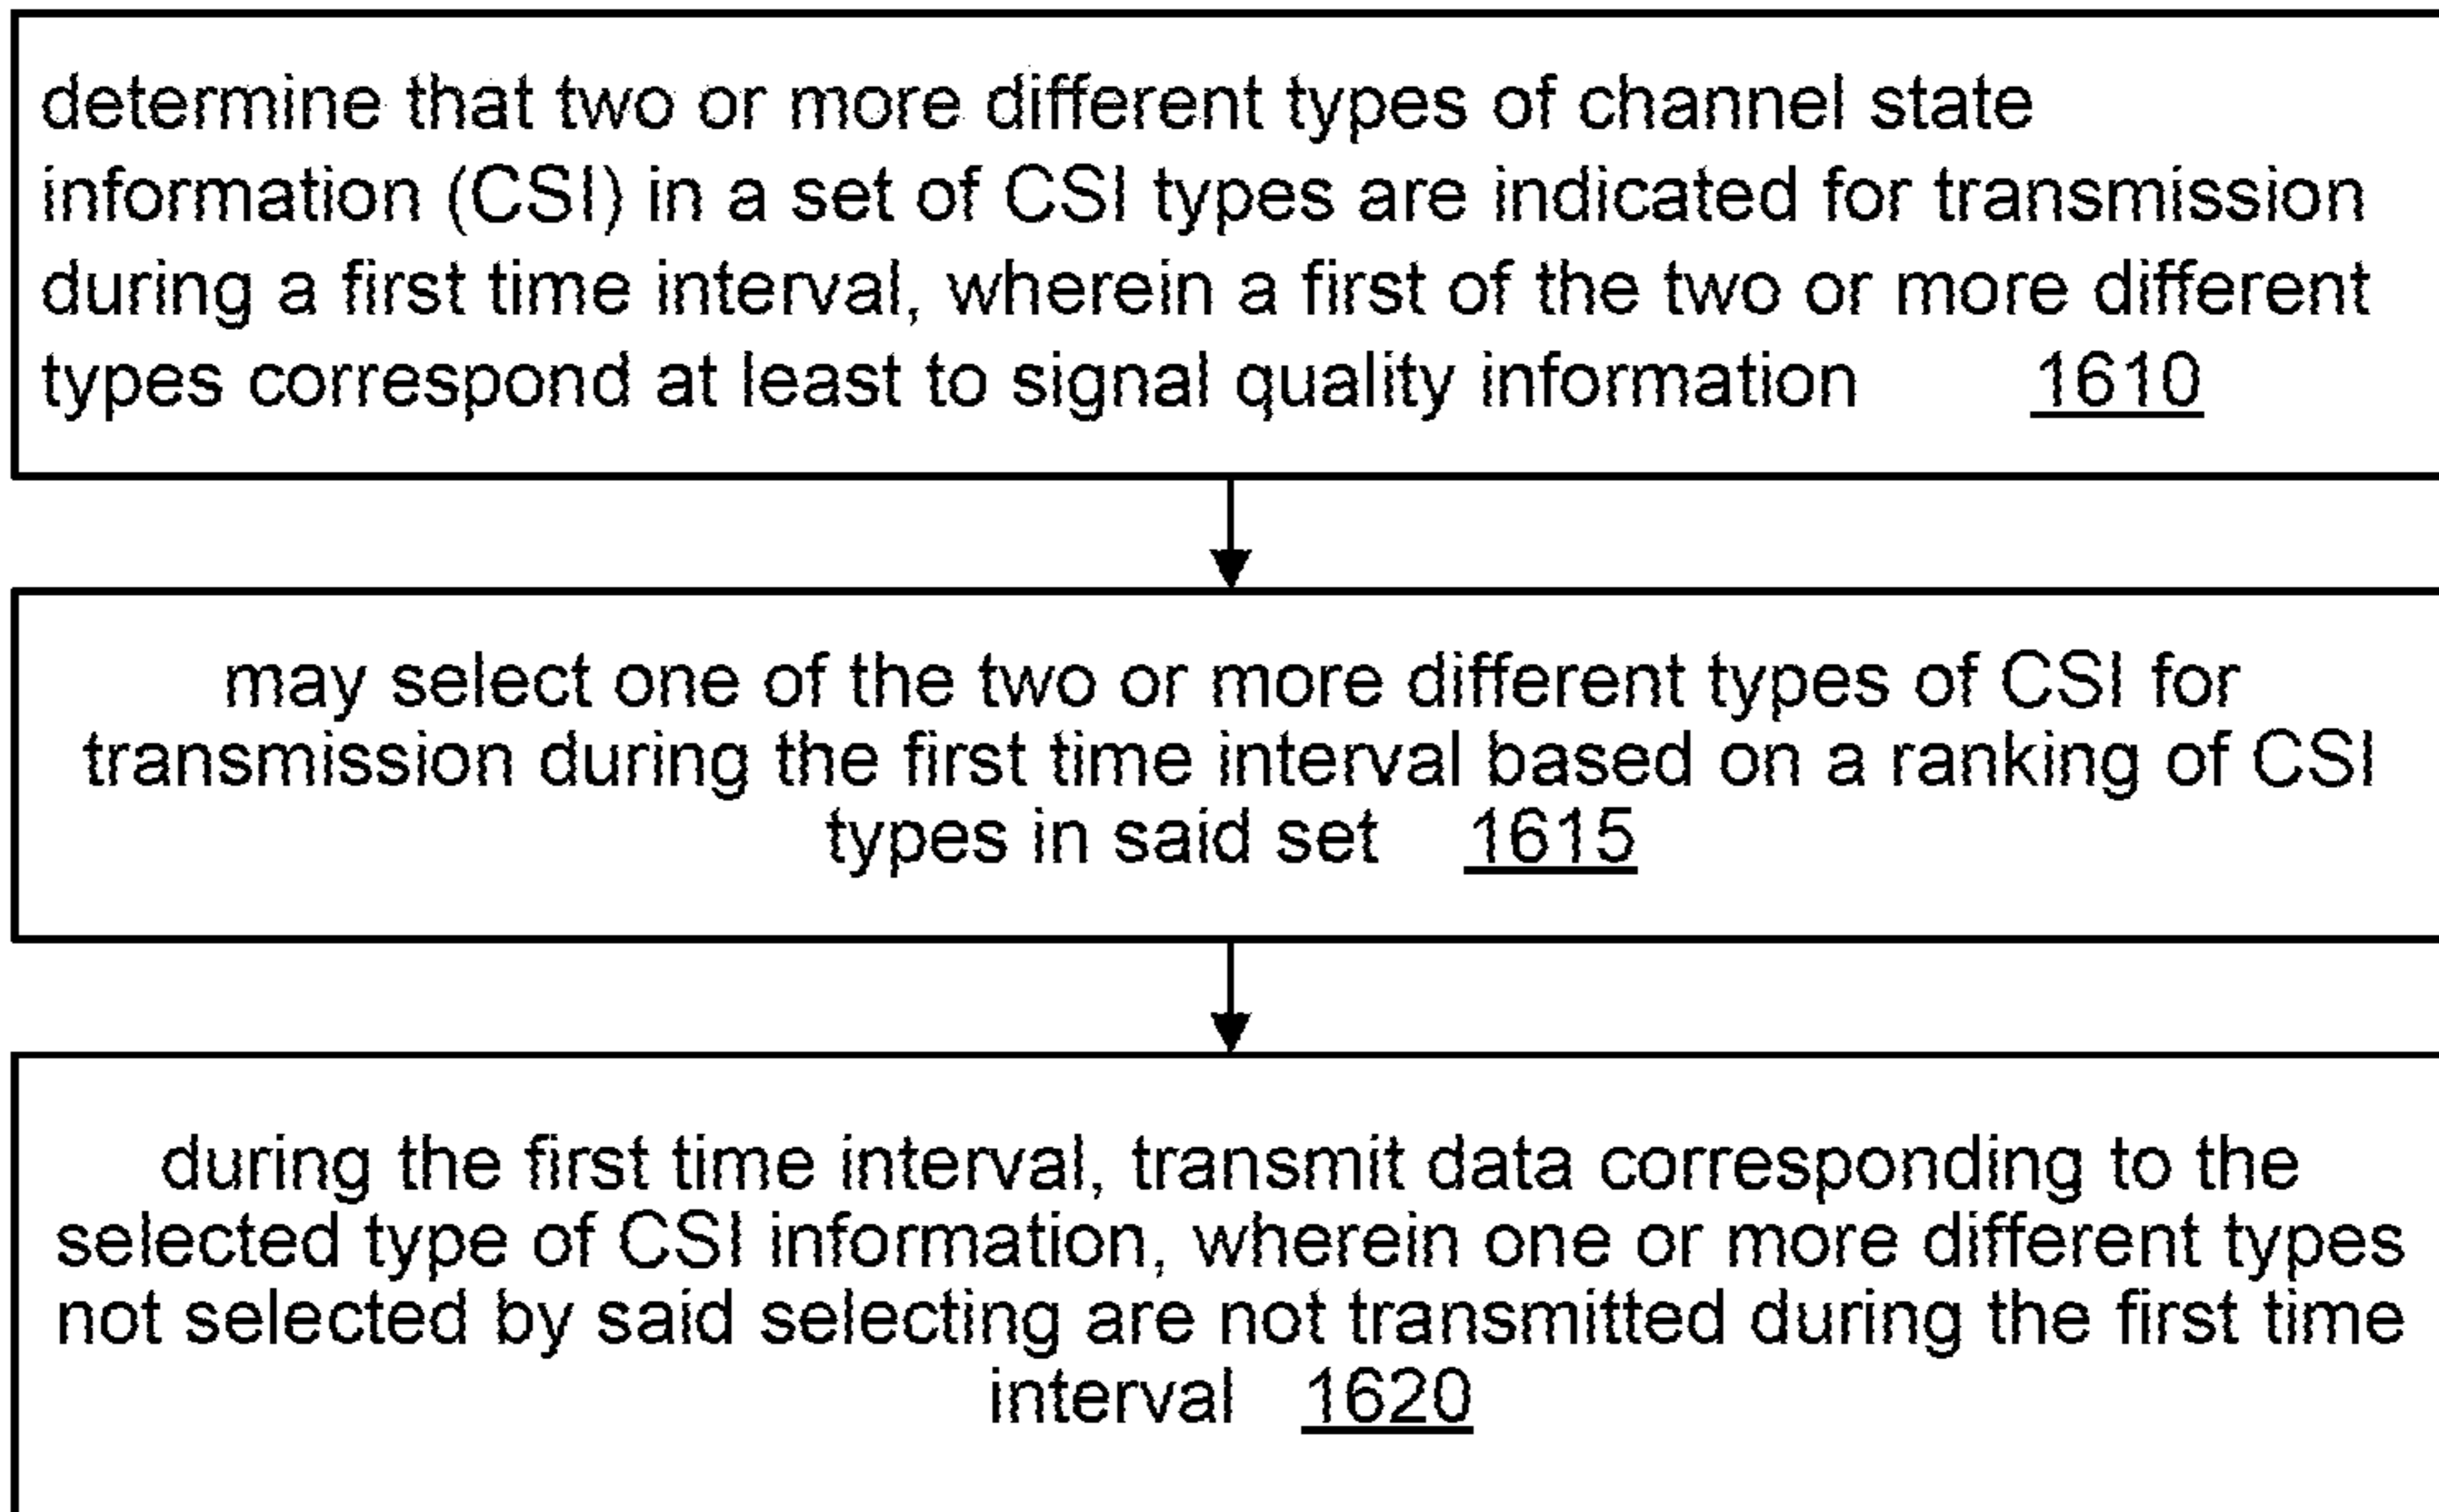 determine that two or more different types of channel state
information (CSI) in a set of CSI types are indicated for transmission
during a first time interval, wherein a first of the two or more different
types correspond at least to signal quality information 1610
may select one of the two or more different types of CSI for
transmission during the first time interval based on a ranking of CSI
types in said set 1615
during the first time interval, transmit data corresponding to the
selected type of CSI information, wherein one or more different types
not selected by said selecting are not transmitted during the first time
interval 1620